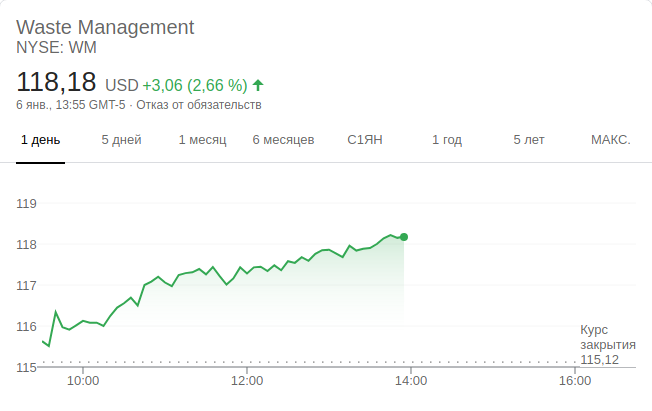 Waste Management
NYSE: WM
118,18 USD +3,06 (2,66 %)
6 янв., 13:55 GMT-5 · Отказ от обязательств
1 день 5 дней 1 месяц 6 месяцев С1ЯН 1 год 5 лет МАКС.
119
118
117
116
115
Курс
закрытия
115,12
10:00 12:00 14:00 16:00